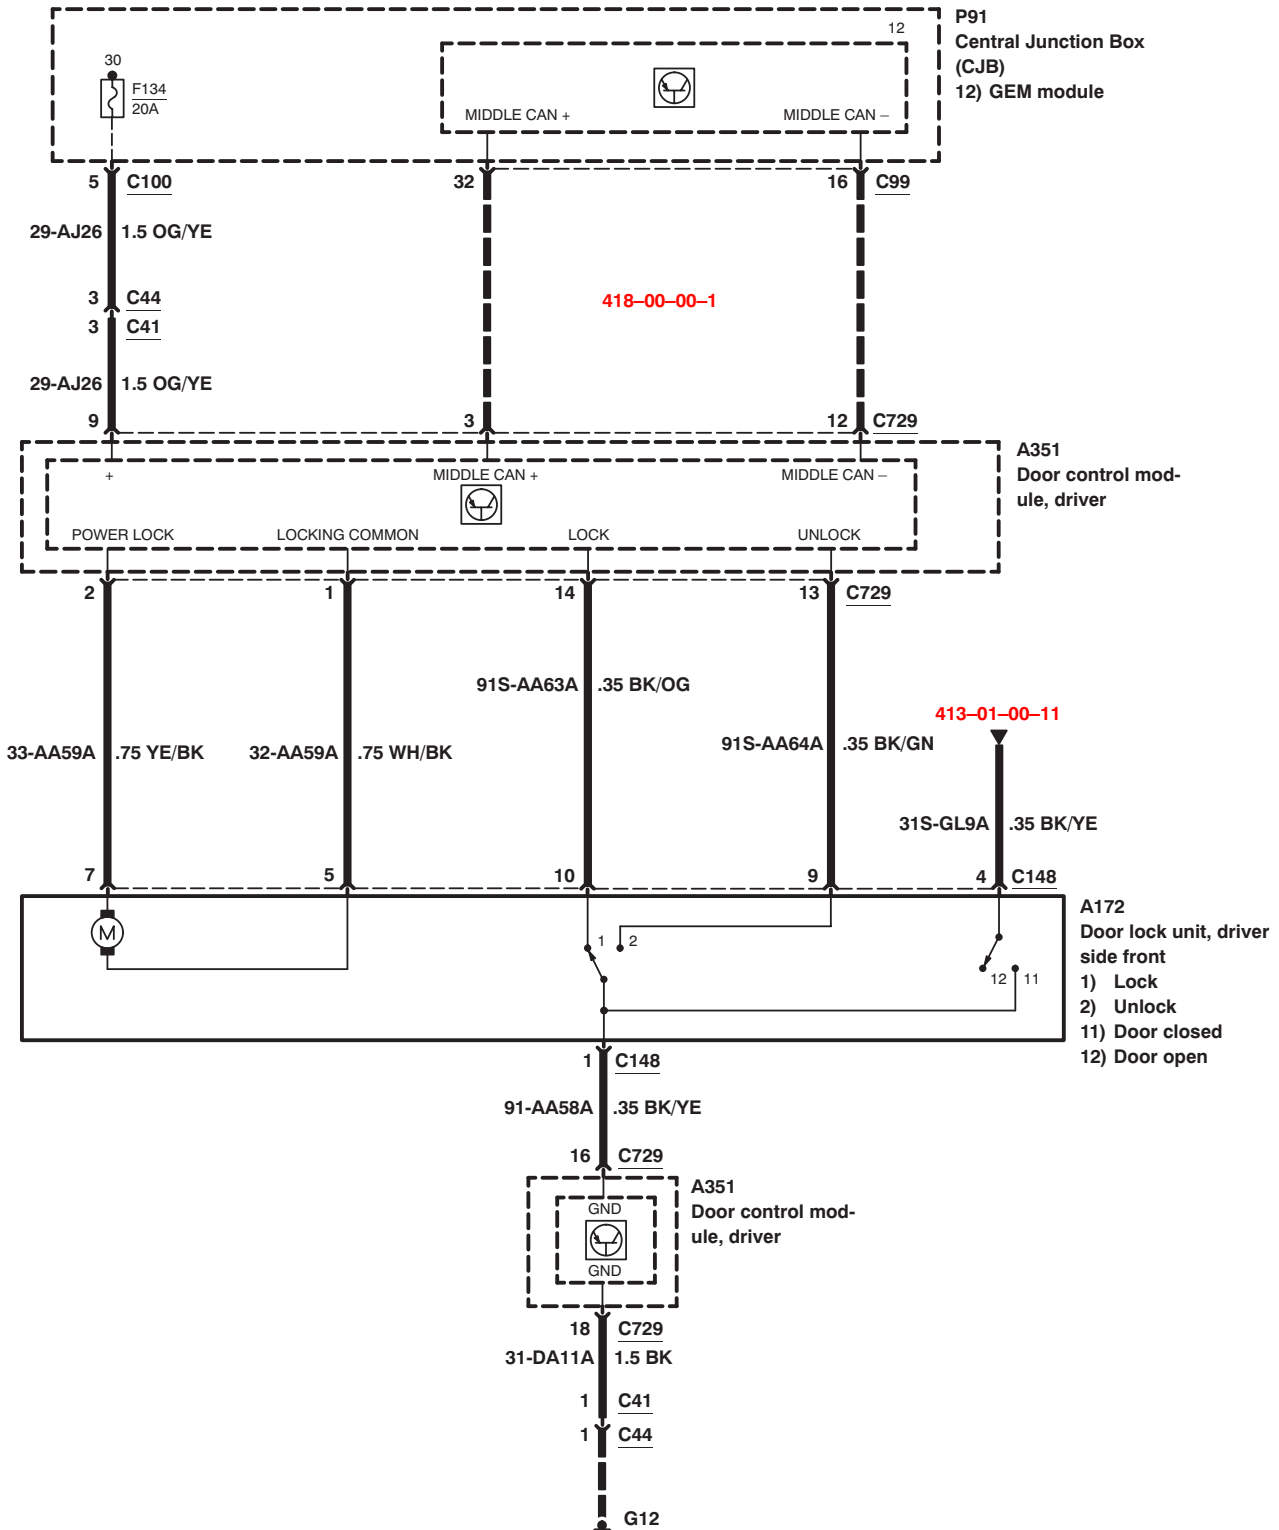 P91
Central Junction Box
(CJB)
12) GEM module
12
30
F134
20A
MIDDLE CAN +
MIDDLE CAN –
5 C100
32
16 C99
29-AJ26 1.5 OG/YE
418–00–00–1
3 C44
3 C41
29-AJ26 1.5 OG/YE
9
3
12 C729
A351
Door control mod-
ule, driver
+
MIDDLE CAN +
MIDDLE CAN –
POWER LOCK
LOCKING COMMON
LOCK
UNLOCK
2
1
14
13 C729
91S-AA63A .35 BK/OG
413–01–00–11
33-AA59A .75 YE/BK
32-AA59A .75 WH/BK
91S-AA64A .35 BK/GN
31S-GL9A .35 BK/YE
7
5
10
9
4 C148
A172
Door lock unit, driver
side front
1) Lock
2) Unlock
11) Door closed
12) Door open
M
1
2
12
11
1 C148
91-AA58A .35 BK/YE
16 C729
A351
Door control mod-
ule, driver
GND
GND
18 C729
31-DA11A 1.5 BK
1 C41
1 C44
G12